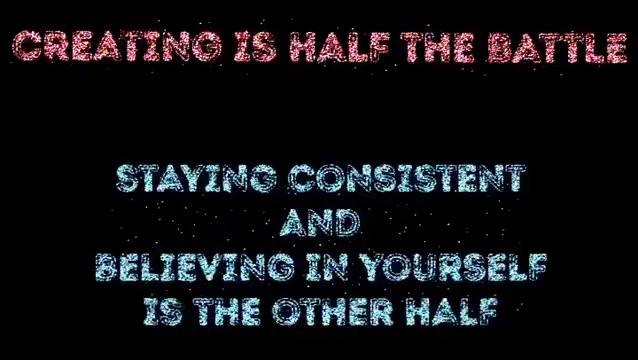 CREATING IS HALF THE BATTLE
STAYING CONSISTENT
AND
BELIEVING IN YOURSELF
IS THE OTHER HALF